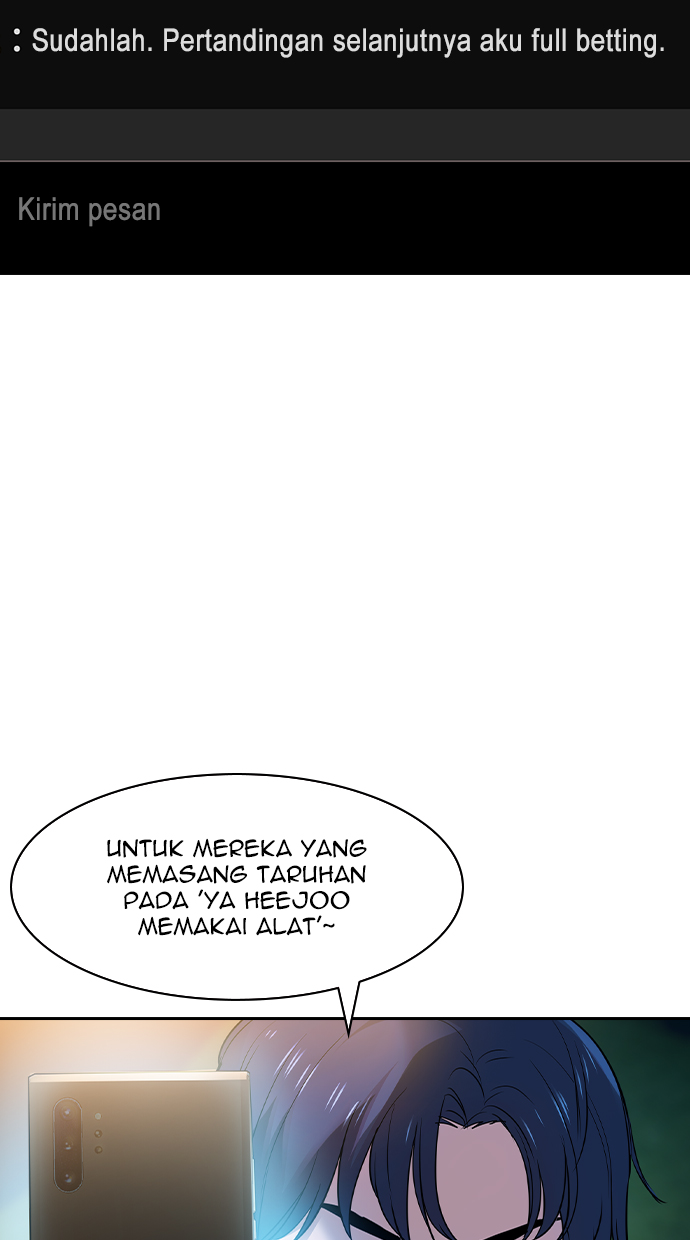 : Sudahlah. Pertandingan selanjutnya aku full betting.
Kirim pesan
UNTUK MEREKA YANG
MEMASANG TARUHAN
PADA 'YA HEEJOO
MEMAKAI ALAT'~